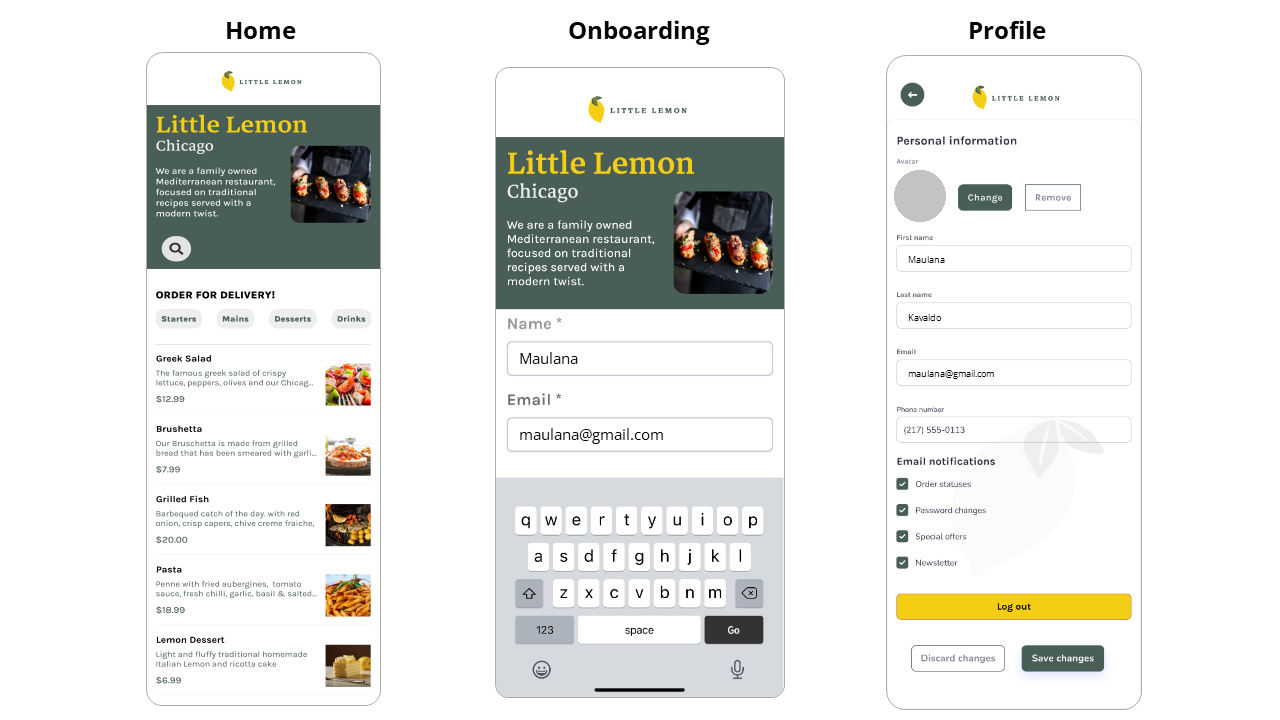 Home
LITTLE LEMON
Little Lemon
Chicago
We are a family owned
Mediterranean restaurant,
focused on traditional
recipes served with a
modern twist.
ORDER FOR DELIVERY!
Starters Mains Desserts Drinks
Greek Salad
The famous greek salad of crispy
lettuce, peppers, olives and our Chicag...
$12.99
Brushetta
Our Bruschetta is made from grilled
bread that has been smeared with garli...
$7.99
Grilled Fish
Barbequed catch of the day. with red
onion, crisp capers, chive creme fraiche,
$20.00
Pasta
Penne with fried aubergines, tomato
sauce, fresh chilli, garlic, basil & salted...
$18.99
Lemon Dessert
Light and fluffy traditional homemade
Italian Lemon and ricotta cake
$6.99
Onboarding
LITTLE LEMON
Little Lemon
Chicago
We are a family owned
Mediterranean restaurant,
focused on traditional
recipes served with a
modern twist.
Name *
Maulana
Email *
maulana@gmail.com
q w e r t y u i o p
a s d f g h j k l
z x c v b n m
123 space Go
Profile
LITTLE LEMON
Personal information
Avatar
Change Remove
First name
Maulana
Last name
Kavaldo
Email
maulana@gmail.com
Phone number
(217) 555-0113
Email notifications
Order statuses
Password changes
Special offers
Newsletter
Log out
Discard changes Save changes